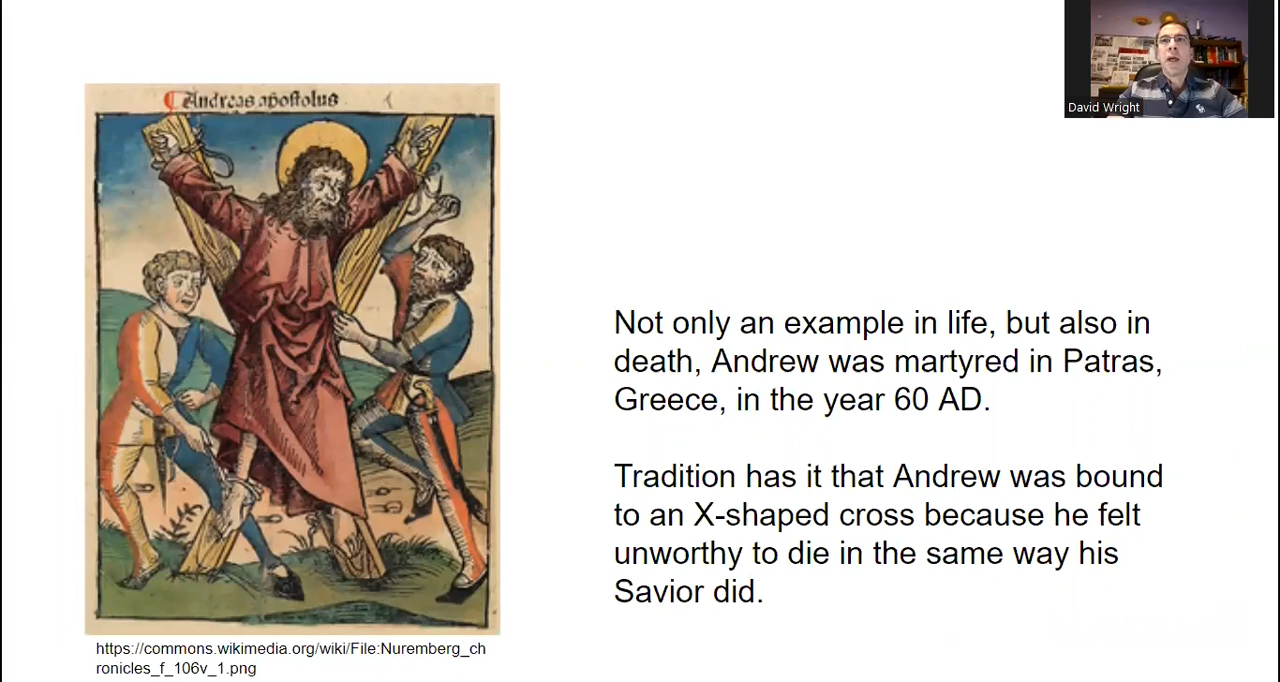 Andreas apostolus
David Wright
Not only an example in life, but also in
death, Andrew was martyred in Patras,
Greece, in the year 60 AD.
Tradition has it that Andrew was bound
to an X-shaped cross because he felt
unworthy to die in the same way his
Savior did.
https://commons.wikimedia.org/wiki/File:Nuremberg_ch
ronicles_f_106v_1.png